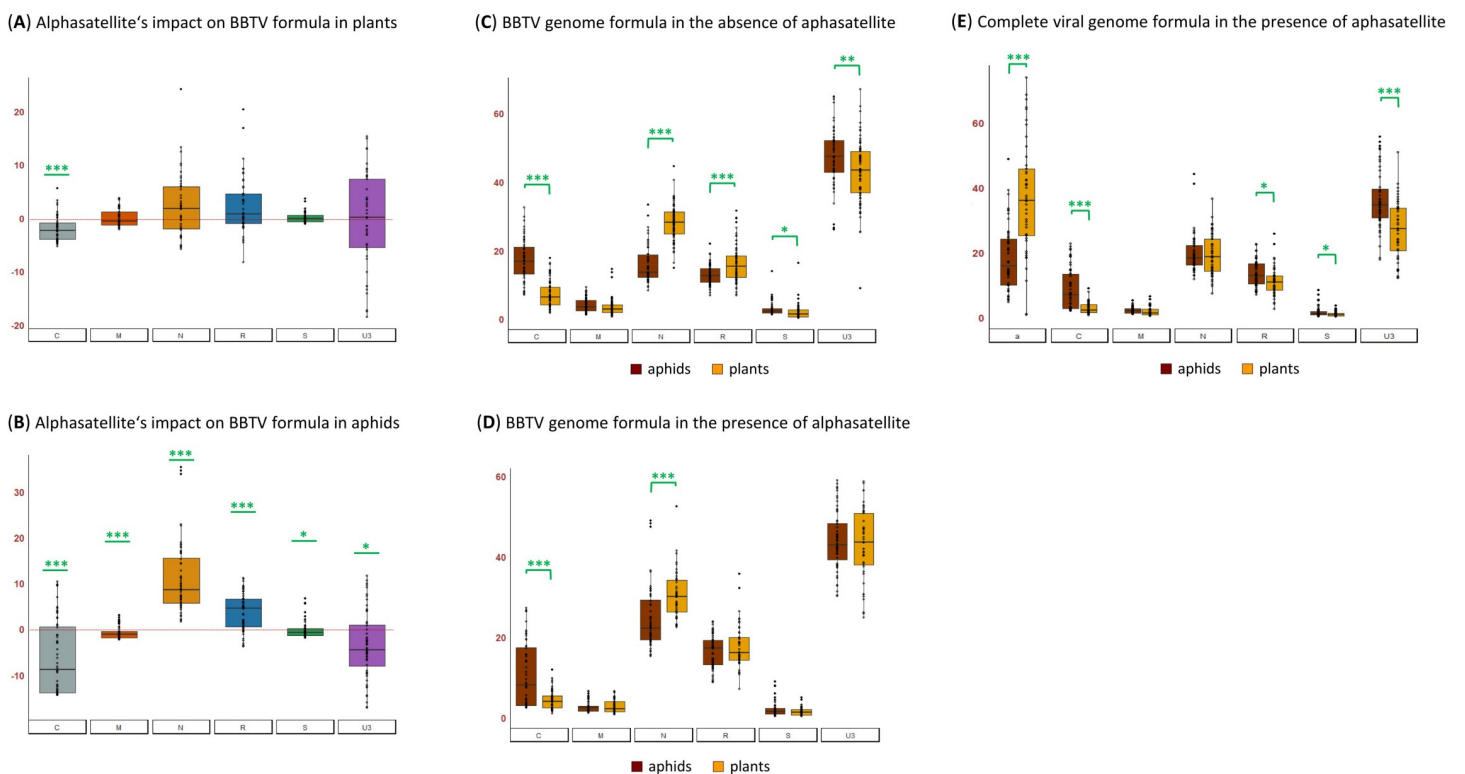 (A) Alphasatellite's impact on BBTV formula in plants
20
10
0
-10
-20
***
C M N R S U3
(B) Alphasatellite's impact on BBTV formula in aphids
30
20
10
0
-10
*** *** *** *** * *
C M N R S U3
(C) BBTV genome formula in the absence of aphasatellite
60
40
20
0
*** *** *** * **
C M N R S U3
aphids plants
(D) BBTV genome formula in the presence of alphasatellite
60
40
20
0
*** ***
C M N R S U3
aphids plants
(E) Complete viral genome formula in the presence of aphasatellite
60
40
20
0
*** *** * * ***
a C M N R S U3
aphids plants